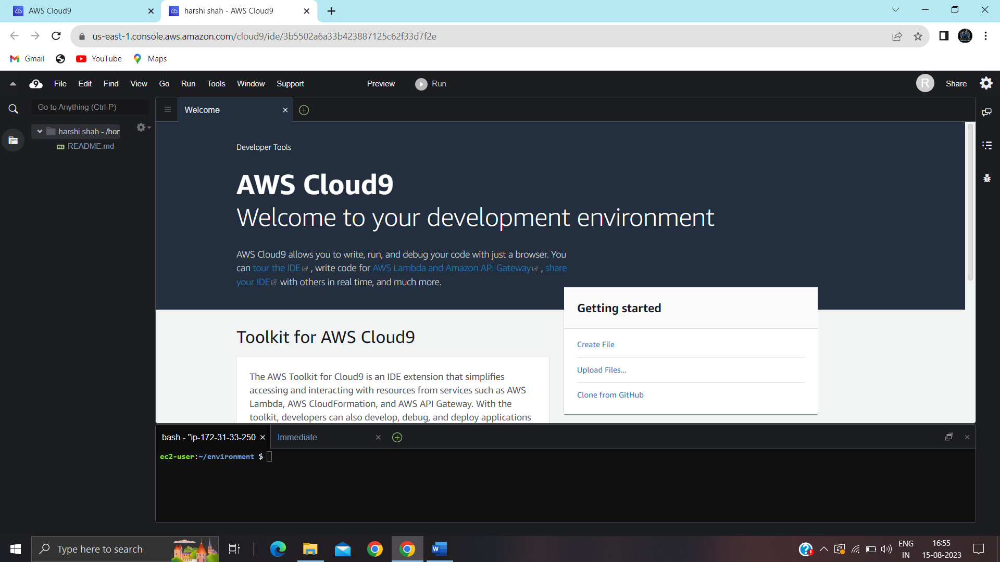 AWS Cloud9
harshi shah - AWS Cloud9
us-east-1.console.aws.amazon.com/cloud9/ide/3b5502a6a33b423887125c62f33d7f2e
Gmail YouTube Maps
9 File Edit Find View Go Run Tools Window Support Preview Run R Share
Go to Anything (Ctrl-P)
harshi shah - /hor
README.md
Welcome
Developer Tools
AWS Cloud9
Welcome to your development environment
AWS Cloud9 allows you to write, run, and debug your code with just a browser. You
can tour the IDE , write code for AWS Lambda and Amazon API Gateway , share
your IDE with others in real time, and much more.
Getting started
Create File
Upload Files...
Clone from GitHub
Toolkit for AWS Cloud9
The AWS Toolkit for Cloud9 is an IDE extension that simplifies
accessing and interacting with resources from services such as AWS
Lambda, AWS CloudFormation, and AWS API Gateway. With the
toolkit, developers can also develop, debug, and deploy applications
bash - "ip-172-31-33-250. Immediate
ec2-user:~/environment $
Type here to search
W
ENG
IN
16:55
15-08-2023